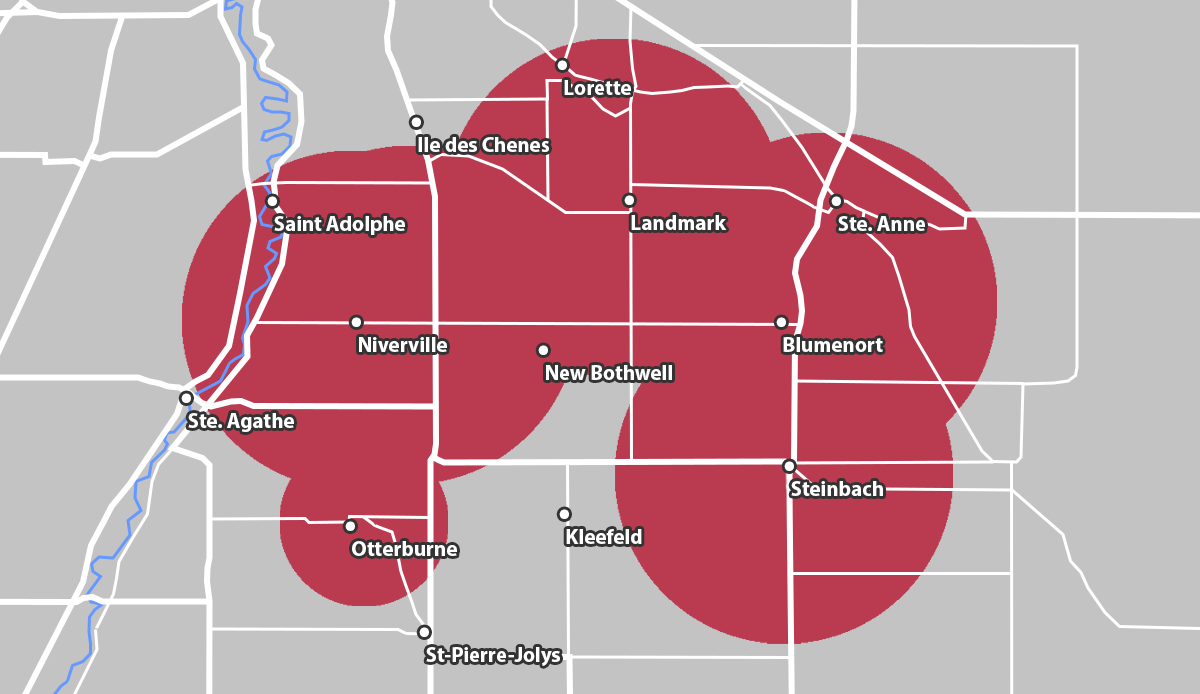 Lorette
Ile des Chenes
Saint Adolphe
Landmark
Ste. Anne
Niverville
Blumenort
New Bothwell
Ste. Agathe
Steinbach
Kleefeld
Otterburne
St-Pierre-Jolys